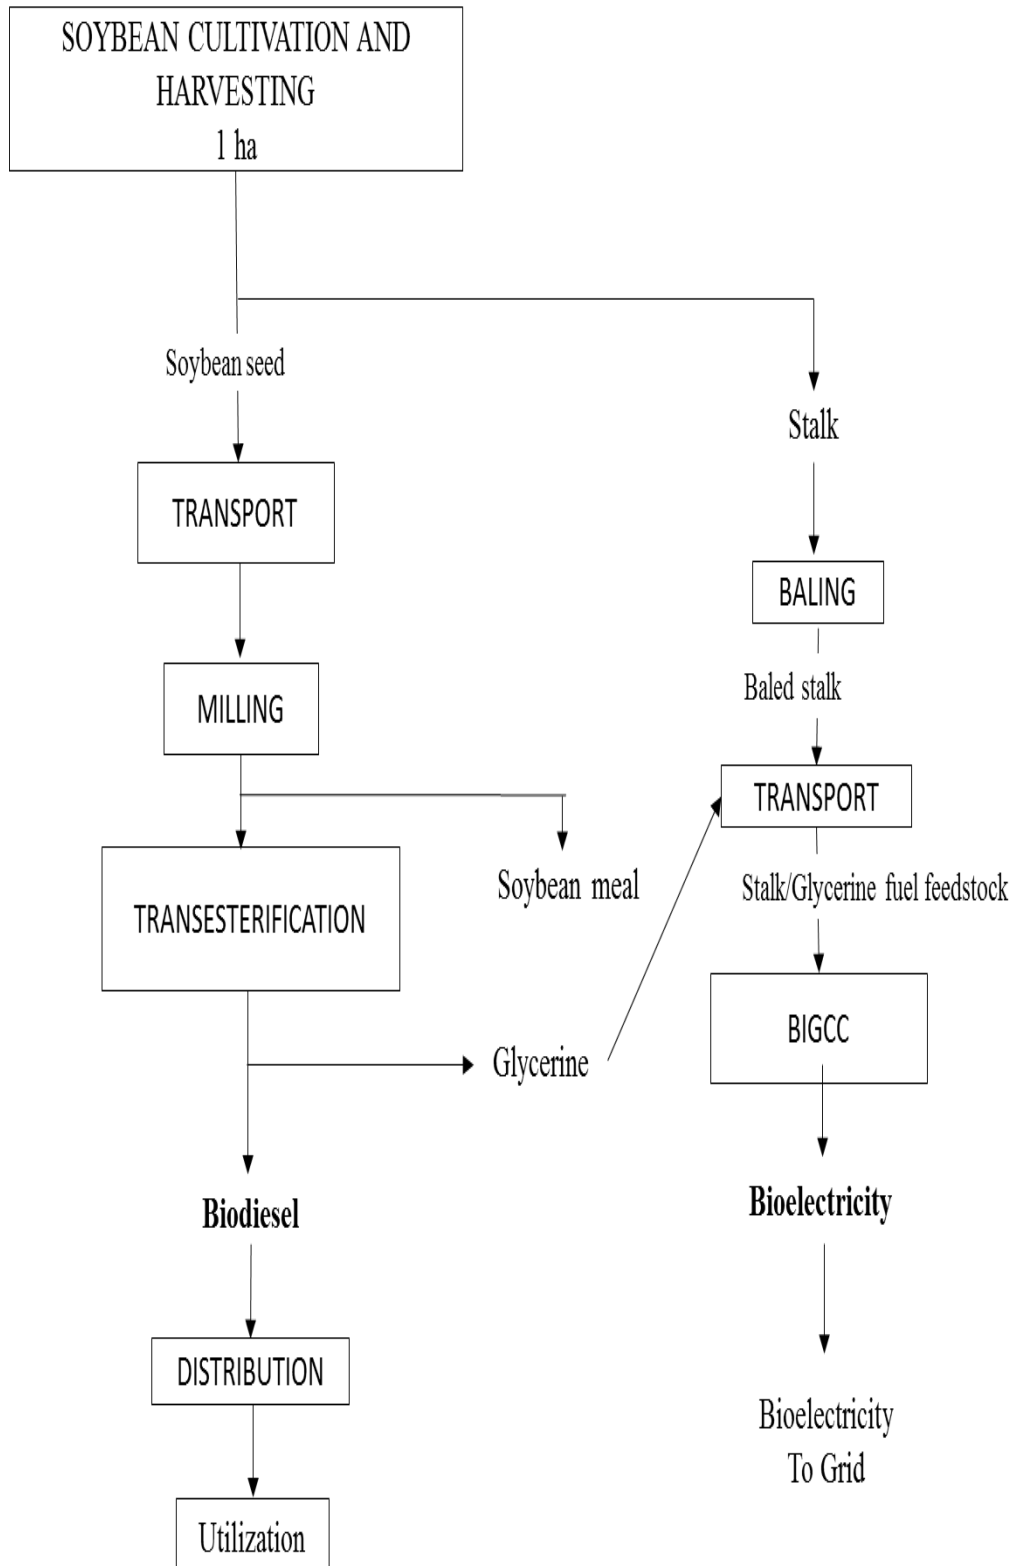 SOYBEAN CULTIVATION AND
HARVESTING
1 ha
Soybean seed
Stalk
TRANSPORT
BALING
MILLING
Baled stalk
TRANSPORT
Soybean meal
Stalk/Glycerine fuel feedstock
TRANSESTERIFICATION
BIGCC
Glycerine
Biodiesel
Bioelectricity
DISTRIBUTION
Bioelectricity
To Grid
Utilization